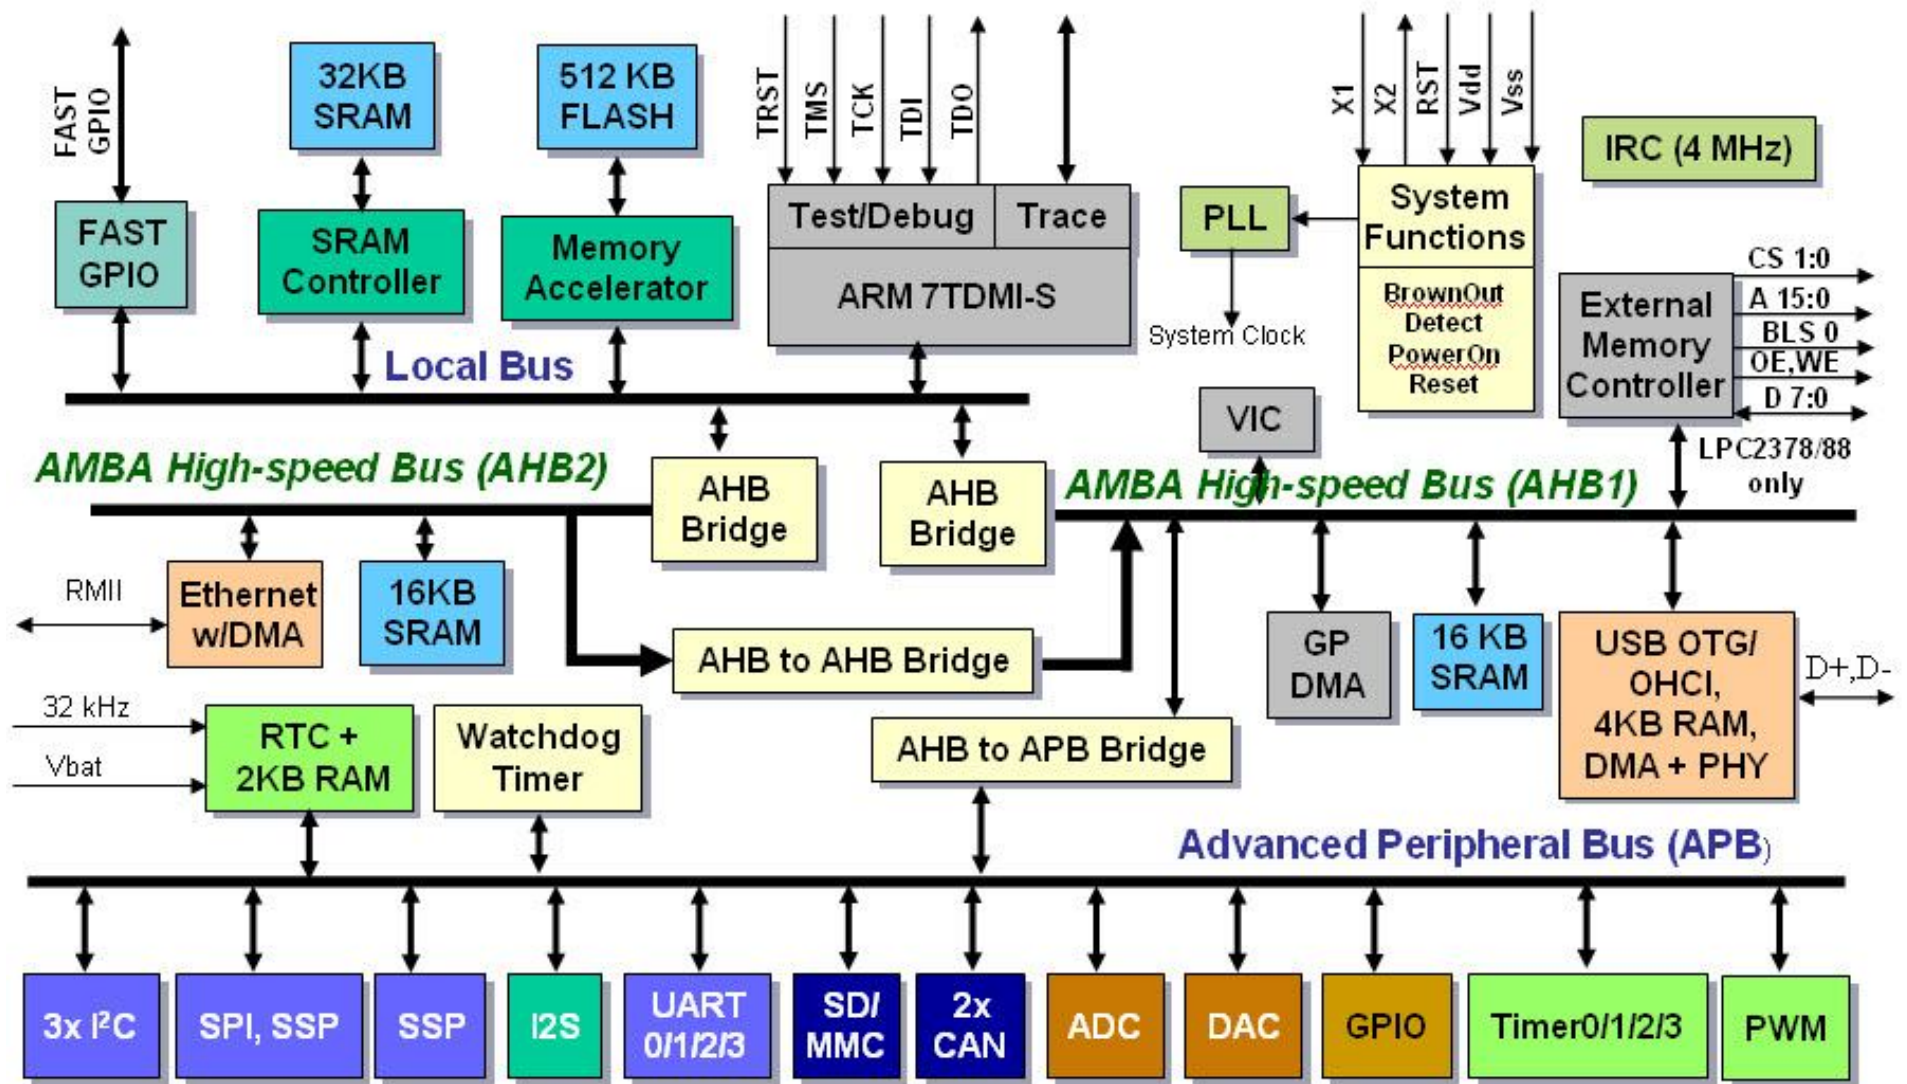 FAST
GPIO
32KB
SRAM
512 KB
FLASH
TRST
TMS
TCK
TDI
TDO
X1
X2
RST
Vdd
Vss
IRC (4 MHz)
FAST
GPIO
SRAM
Controller
Memory
Accelerator
Test/Debug
Trace
ARM 7TDMI-S
PLL
System Clock
System
Functions
BrownOut
Detect
PowerOn
Reset
External
Memory
Controller
CS 1:0
A 15:0
BLS 0
OE,WE
D 7:0
LPC2378/88
only
Local Bus
VIC
AMBA High-speed Bus (AHB2)
AHB
Bridge
AHB
Bridge
AMBA High-speed Bus (AHB1)
RMII
Ethernet
w/DMA
16KB
SRAM
AHB to AHB Bridge
GP
DMA
16 KB
SRAM
USB OTG/
OHCI,
4KB RAM,
DMA + PHY
D+,D-
32 kHz
Vbat
RTC +
2KB RAM
Watchdog
Timer
AHB to APB Bridge
Advanced Peripheral Bus (APB)
3x I²C
SPI, SSP
SSP
I2S
UART
0/1/2/3
SD/
MMC
2x
CAN
ADC
DAC
GPIO
Timer0/1/2/3
PWM